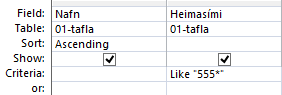 Field: Nafn Heimasími
Table: 01-tafla 01-tafla
Sort: Ascending
Show:
Criteria: Like "555*"
or: